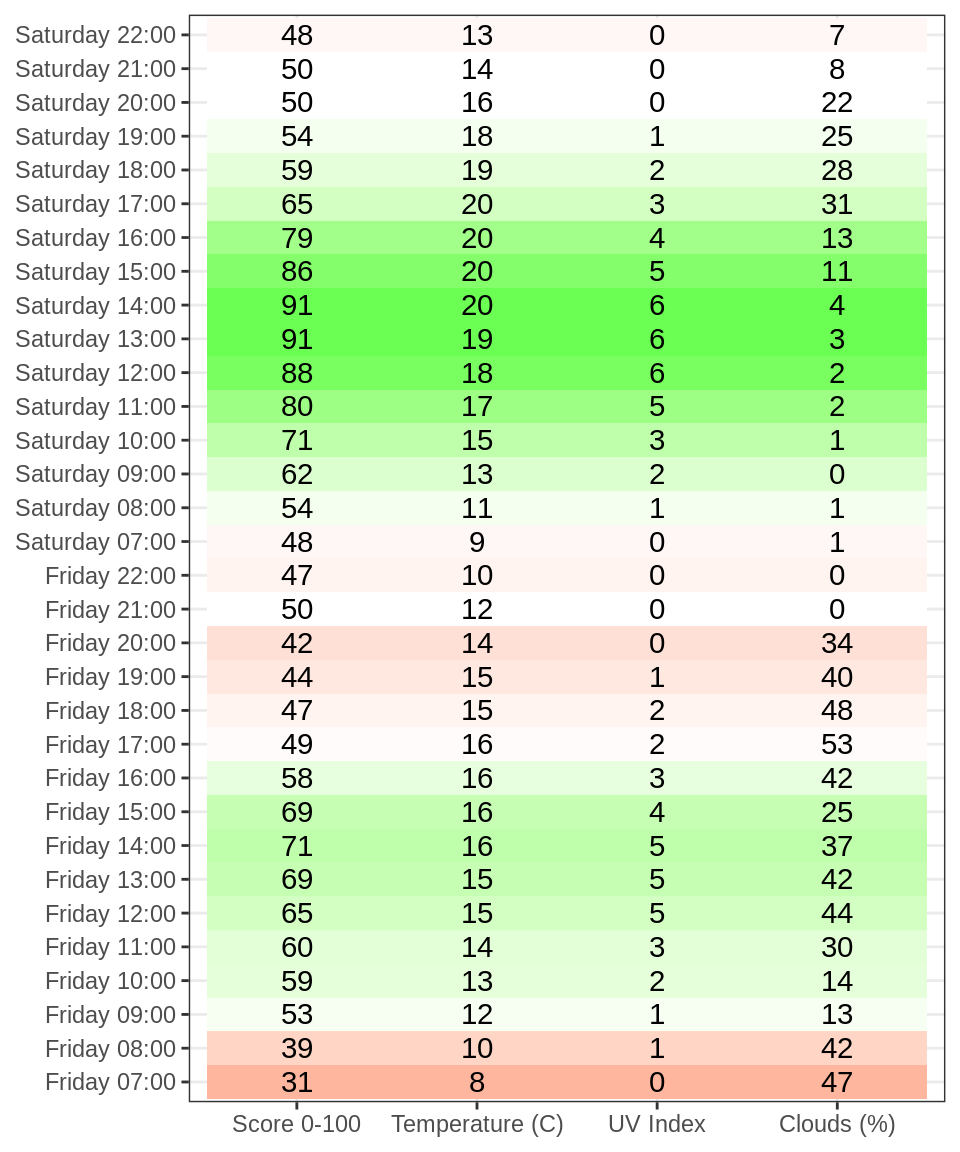 Saturday 22:00 48 13 0 7
Saturday 21:00 50 14 0 8
Saturday 20:00 50 16 0 22
Saturday 19:00 54 18 1 25
Saturday 18:00 59 19 2 28
Saturday 17:00 65 20 3 31
Saturday 16:00 79 20 4 13
Saturday 15:00 86 20 5 11
Saturday 14:00 91 20 6 4
Saturday 13:00 91 19 6 3
Saturday 12:00 88 18 6 2
Saturday 11:00 80 17 5 2
Saturday 10:00 71 15 3 1
Saturday 09:00 62 13 2 0
Saturday 08:00 54 11 1 1
Saturday 07:00 48 9 0 1
Friday 22:00 47 10 0 0
Friday 21:00 50 12 0 0
Friday 20:00 42 14 0 34
Friday 19:00 44 15 1 40
Friday 18:00 47 15 2 48
Friday 17:00 49 16 2 53
Friday 16:00 58 16 3 42
Friday 15:00 69 16 4 25
Friday 14:00 71 16 5 37
Friday 13:00 69 15 5 42
Friday 12:00 65 15 5 44
Friday 11:00 60 14 3 30
Friday 10:00 59 13 2 14
Friday 09:00 53 12 1 13
Friday 08:00 39 10 1 42
Friday 07:00 31 8 0 47
Score 0-100 Temperature (C) UV Index Clouds (%)